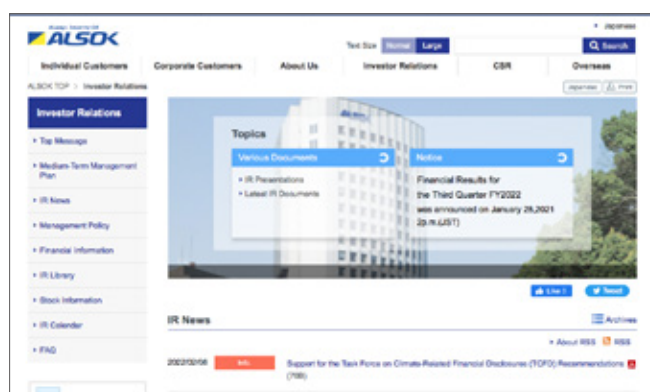 ALSOK
Japanese
Text Size Normal Large
Search
Individual Customers Corporate Customers About Us Investor Relations CSR Overseas
ALSOK TOP > Investor Relations
Japanese Print
Investor Relations
Top Message
Medium-Term Management
Plan
IR News
Management Policy
Financial Information
IR Library
Stock Information
IR Calender
FAQ
Topics
Various Documents
IR Presentations
Latest IR Documents
Notice
Financial Results for
the Third Quarter FY2022
was announced on January 28,2021
2p.m.(JST)
Like
Tweet
IR News
Archives
About RSS RSS
2022/02/08 Info Support for the Task Force on Climate-Related Financial Disclosures (TCFD) Recommendations